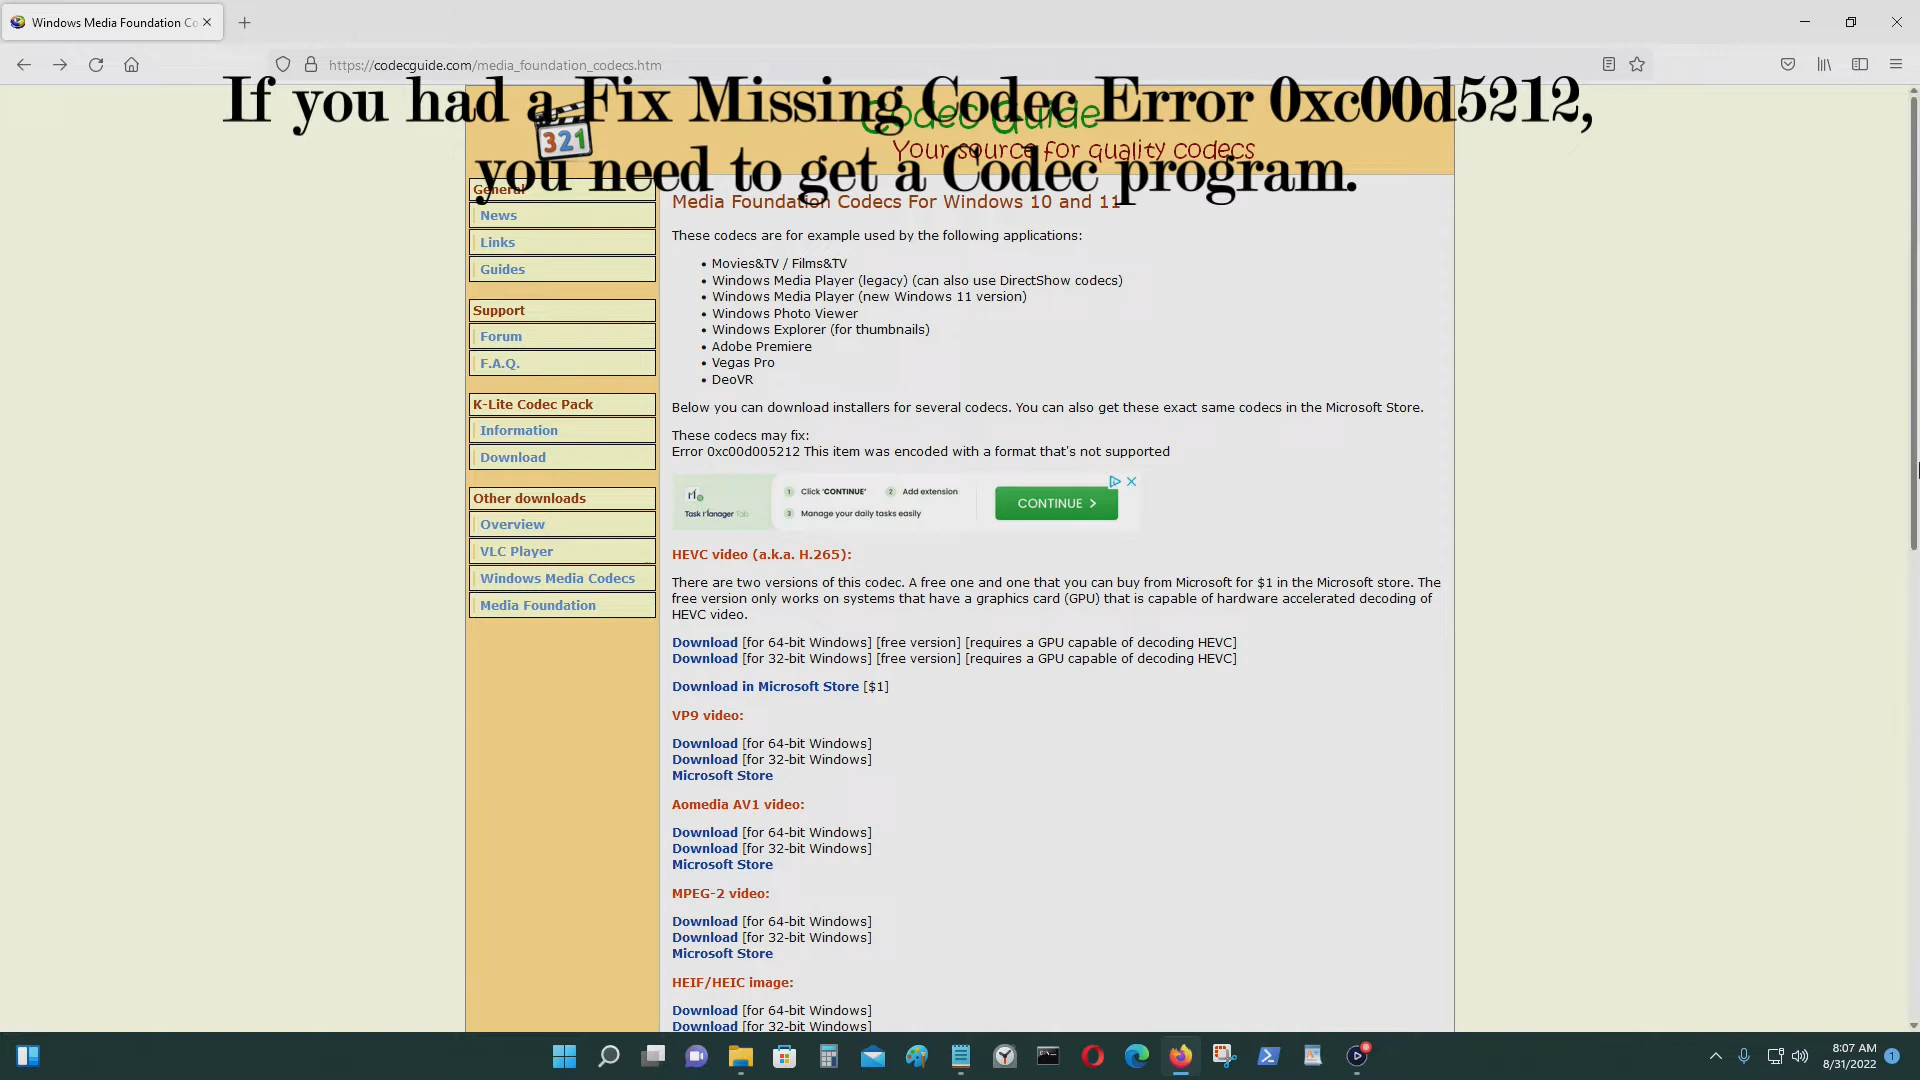 Windows Media Foundation Co
https://codecguide.com/media_foundation_codecs.htm
If you had a Fix Missing Codec Error 0xc00d5212,
you need to get a Codec program.
321
Codec Guide
Your source for quality codecs
General
News
Links
Guides
Support
Forum
F.A.Q.
K-Lite Codec Pack
Information
Download
Other downloads
Overview
VLC Player
Windows Media Codecs
Media Foundation
Media Foundation Codecs For Windows 10 and 11
These codecs are for example used by the following applications:
• Movies&TV / Films&TV
• Windows Media Player (legacy) (can also use DirectShow codecs)
• Windows Media Player (new Windows 11 version)
• Windows Photo Viewer
• Windows Explorer (for thumbnails)
• Adobe Premiere
• Vegas Pro
• DeoVR
Below you can download installers for several codecs. You can also get these exact same codecs in the Microsoft Store.
These codecs may fix:
Error 0xc00d005212 This item was encoded with a format that's not supported
Task Manager Tab
1 Click 'CONTINUE' 2 Add extension
3 Manage your daily tasks easily
CONTINUE >
HEVC video (a.k.a. H.265):
There are two versions of this codec. A free one and one that you can buy from Microsoft for $1 in the Microsoft store. The
free version only works on systems that have a graphics card (GPU) that is capable of hardware accelerated decoding of
HEVC video.
Download [for 64-bit Windows] [free version] [requires a GPU capable of decoding HEVC]
Download [for 32-bit Windows] [free version] [requires a GPU capable of decoding HEVC]
Download in Microsoft Store [$1]
VP9 video:
Download [for 64-bit Windows]
Download [for 32-bit Windows]
Microsoft Store
Aomedia AV1 video:
Download [for 64-bit Windows]
Download [for 32-bit Windows]
Microsoft Store
MPEG-2 video:
Download [for 64-bit Windows]
Download [for 32-bit Windows]
Microsoft Store
HEIF/HEIC image:
Download [for 64-bit Windows]
Download [for 32-bit Windows]
8:07 AM
8/31/2022
1